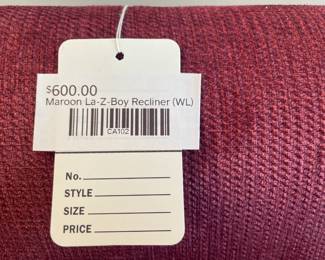 $600.00
Maroon La-Z-Boy Recliner (WL)
CA102
No.
STYLE
SIZE
PRICE